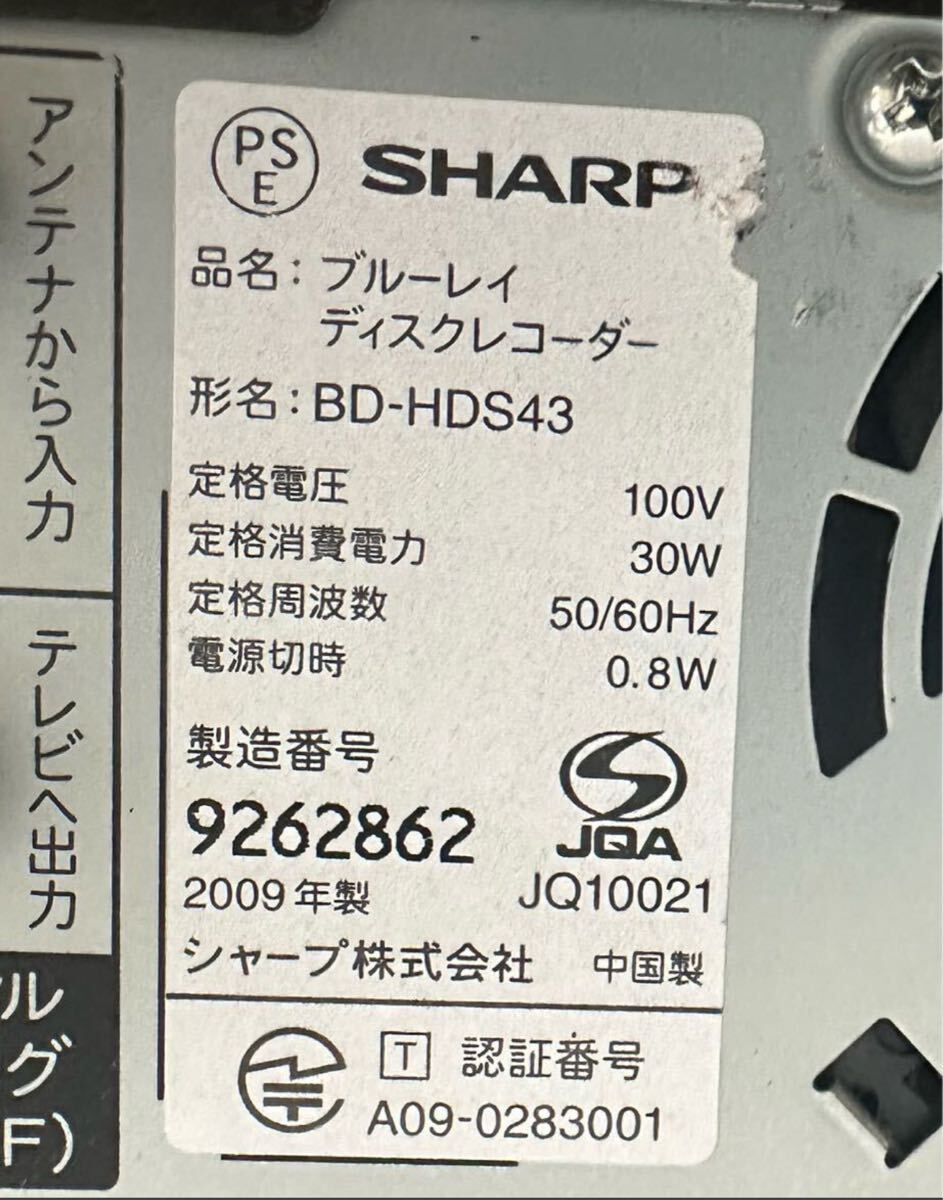 アンテナから入力
テレビへ出力
ル
グ
F)
PS
E
SHARP
品名：ブルーレイ
ディスクレコーダー
形名：BD-HDS43
定格電圧 100V
定格消費電力 30W
定格周波数 50/60Hz
電源切時 0.8W
製造番号
9262862
JQA
2009年製 JQ10021
シャープ株式会社 中国製
T 認証番号
A09-0283001